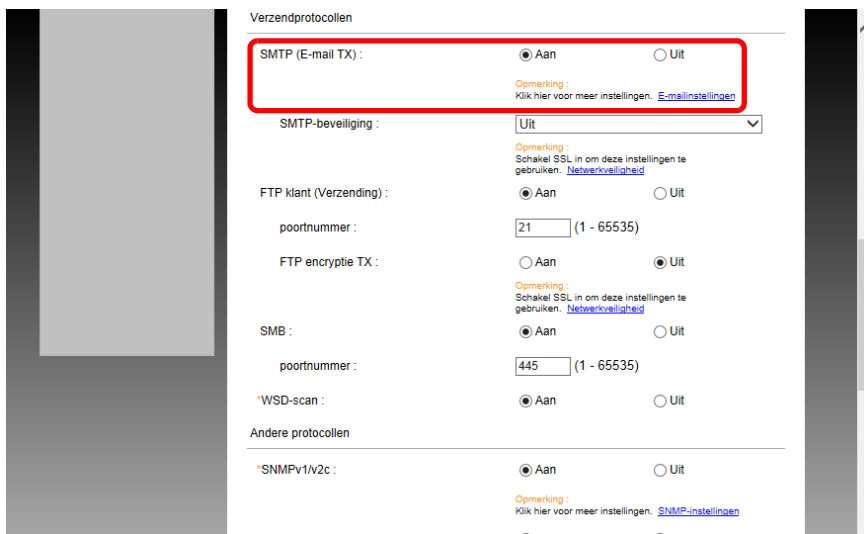 Verzendprotocollen
SMTP (E-mail TX) : Aan Uit
Opmerking :
Klik hier voor meer instellingen. E-mailinstellingen
SMTP-beveiliging : Uit
Opmerking :
Schakel SSL in om deze instellingen te
gebruiken. Netwerkveiligheid
FTP klant (Verzending) : Aan Uit
poortnummer : 21 (1 - 65535)
FTP encryptie TX : Aan Uit
Opmerking :
Schakel SSL in om deze instellingen te
gebruiken. Netwerkveiligheid
SMB : Aan Uit
poortnummer : 445 (1 - 65535)
*WSD-scan : Aan Uit
Andere protocollen
*SNMPv1/v2c : Aan Uit
Opmerking :
Klik hier voor meer instellingen. SNMP-instellingen